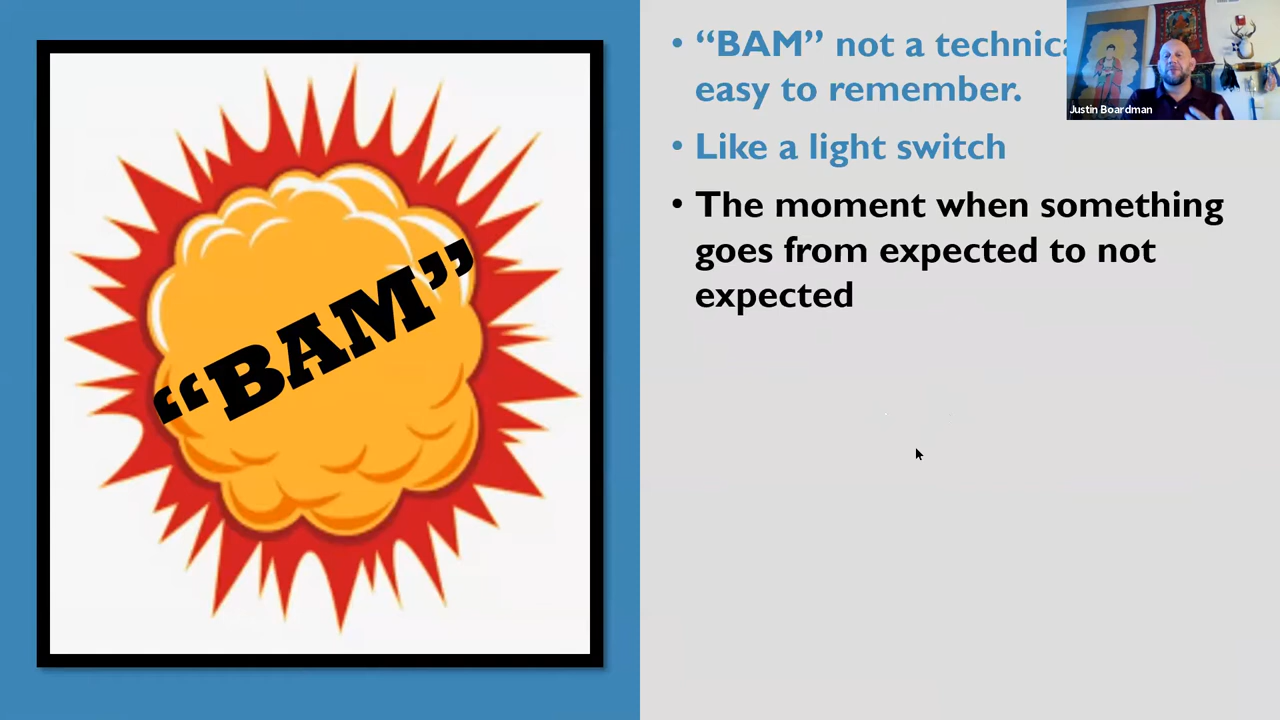 “BAM”
• “BAM” not a technic
easy to remember.
• Like a light switch
• The moment when something
goes from expected to not
expected
Justin Boardman